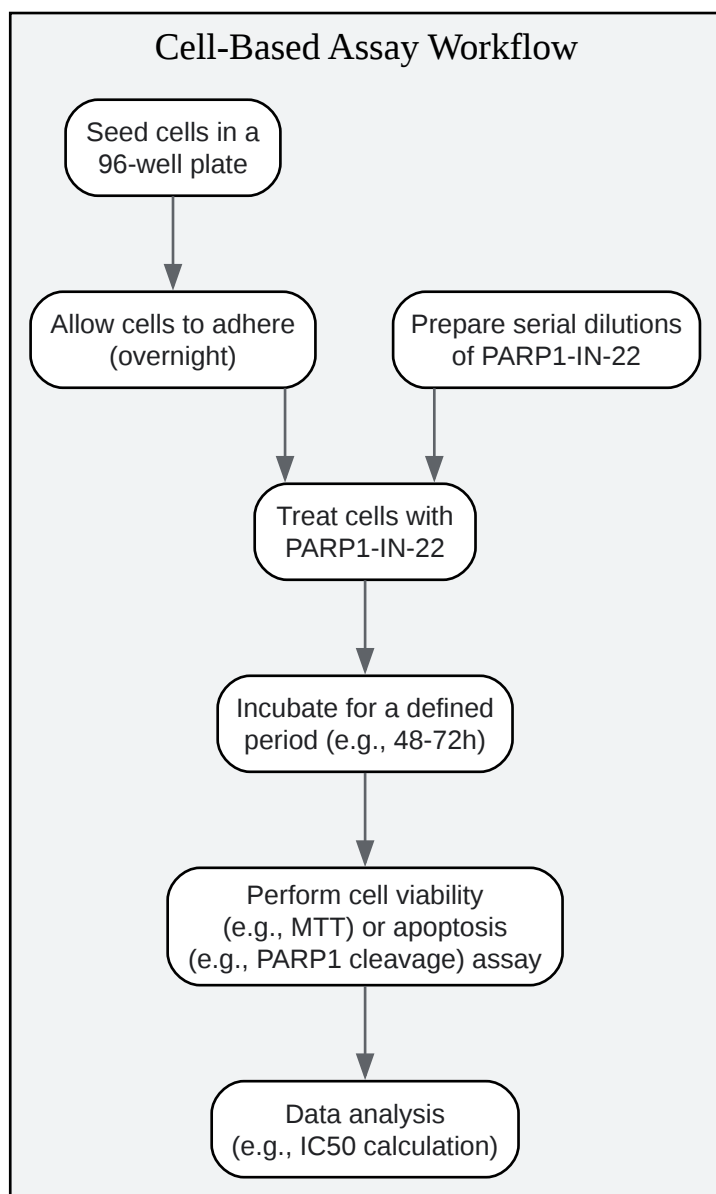 Cell-Based Assay Workflow
Seed cells in a
96-well plate
Allow cells to adhere
(overnight)
Prepare serial dilutions
of PARP1-IN-22
Treat cells with
PARP1-IN-22
Incubate for a defined
period (e.g., 48-72h)
Perform cell viability
(e.g., MTT) or apoptosis
(e.g., PARP1 cleavage) assay
Data analysis
(e.g., IC50 calculation)